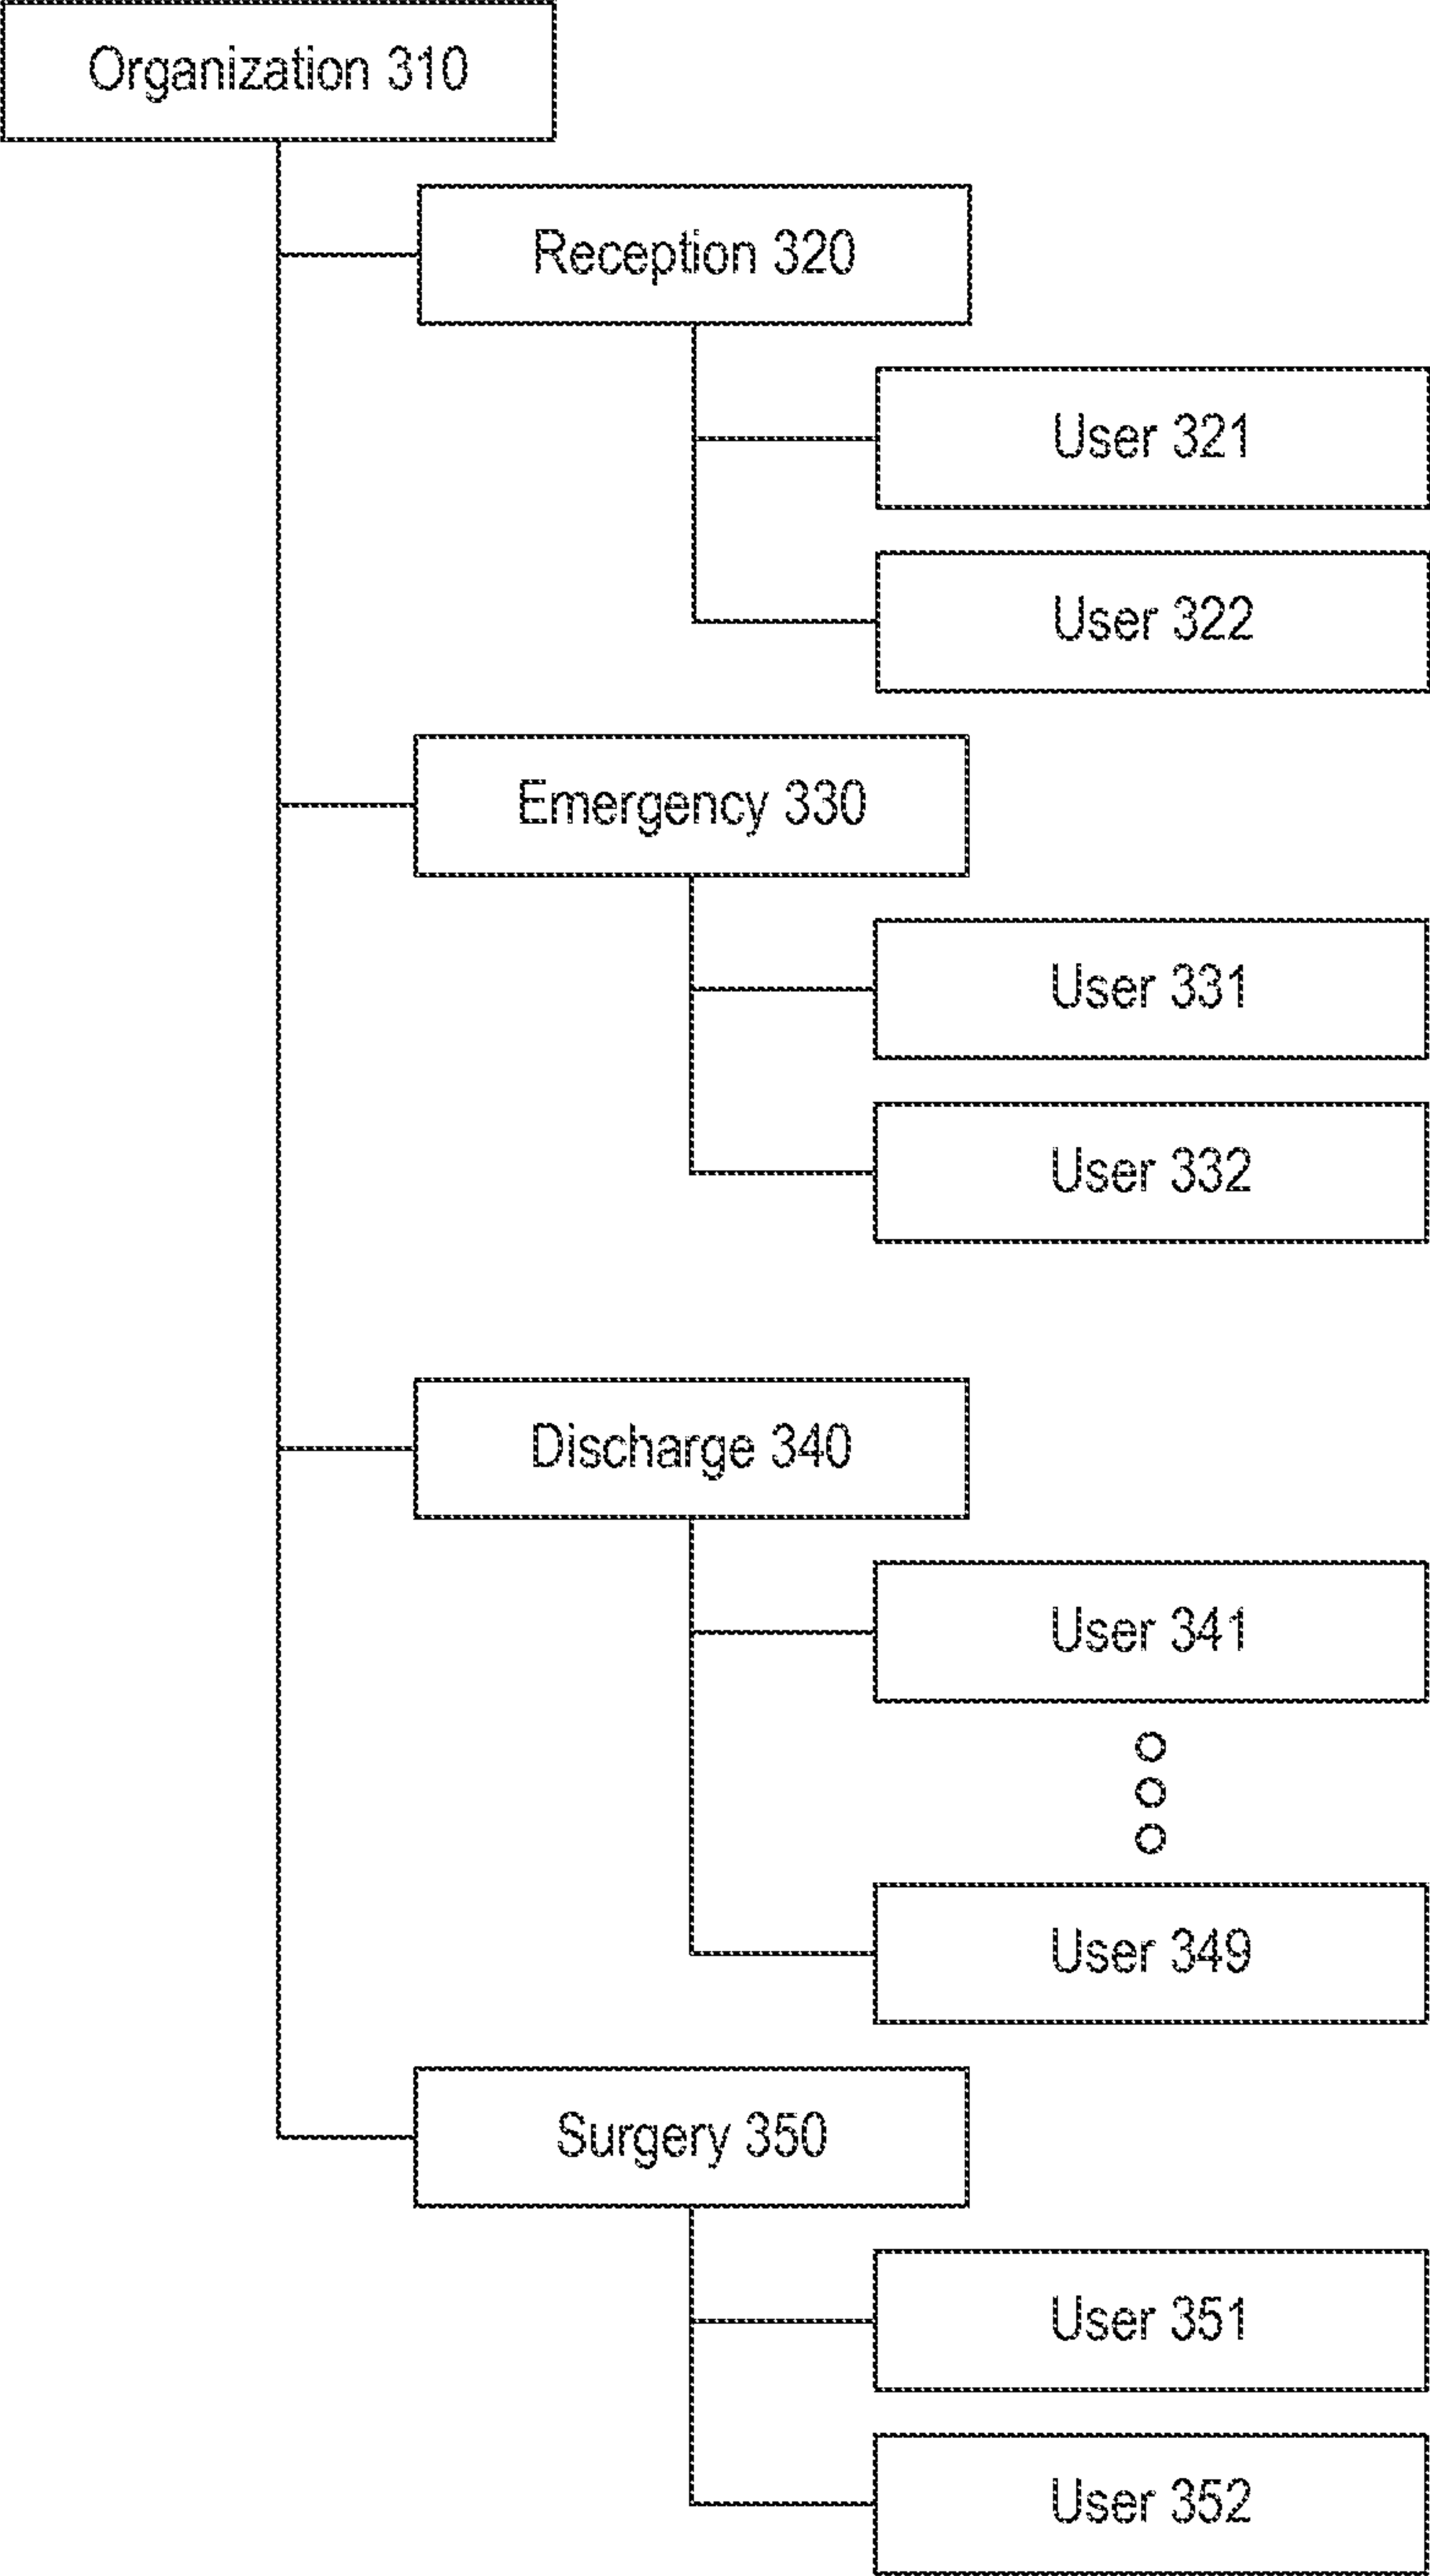 Organization 310
Reception 320
User 321
User 322
Emergency 330
User 331
User 332
Discharge 340
User 341
User 349
Surgery 350
User 351
User 352